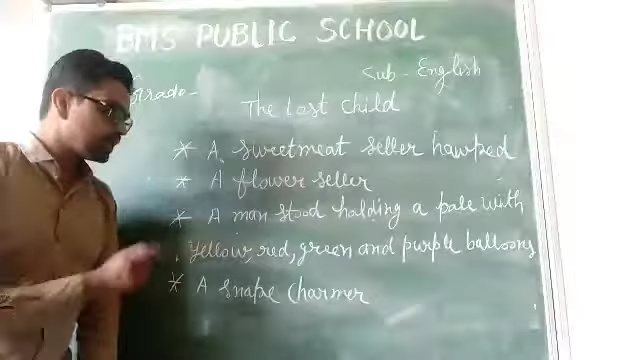 BMS PUBLIC SCHOOL
Sub - English
Grade -
The Lost Child
* A sweetmeat seller hawked
* A flower seller
* A man stood holding a pole with
yellow, red, green and purple balloons
* A snake charmer